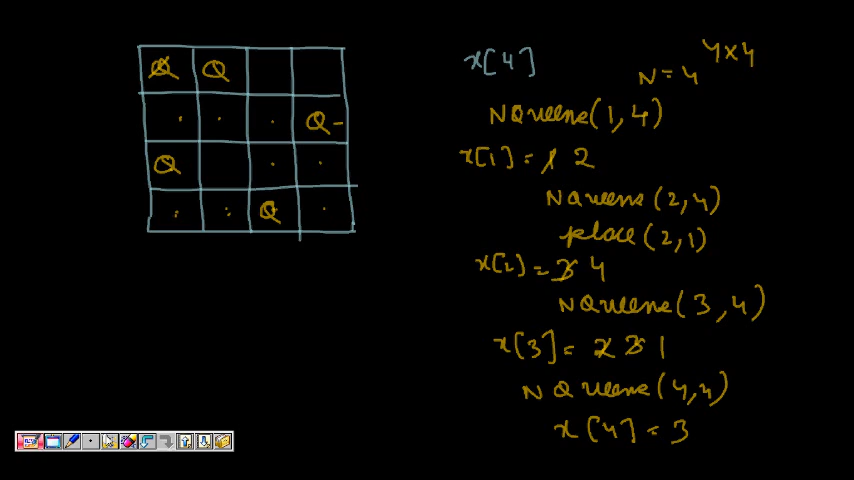 Q Q
Q
Q
Q
x[4]
N=4 4x4
NQueens(1,4)
x[1] = 1 2
NQueens(2,4)
place(2,1)
x[2] = 3 4
NQueens(3,4)
x[3] = 2 3 1
NQueens(4,4)
x[4] = 3